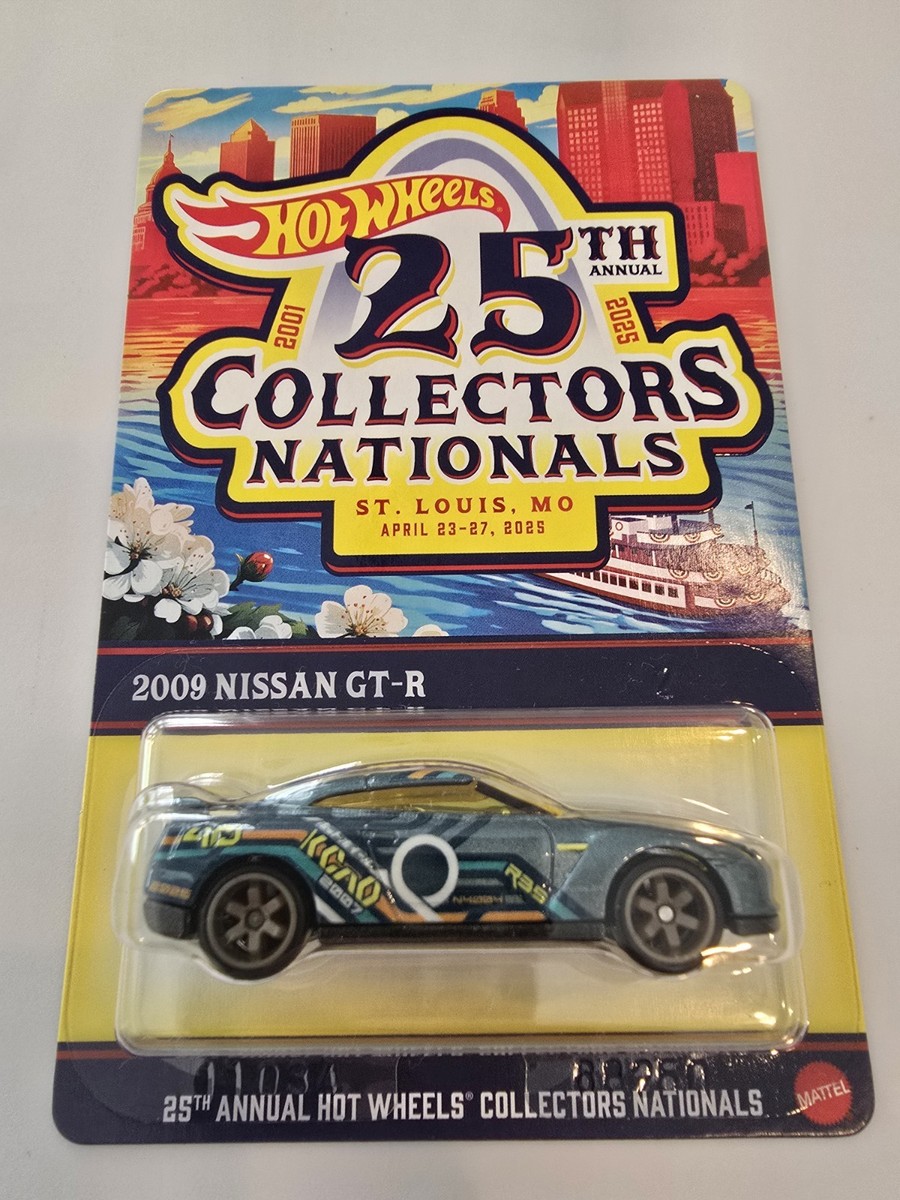 HOT WHEELS®
25TH
ANNUAL
2001
2025
COLLECTORS
NATIONALS
ST. LOUIS, MO
APRIL 23-27, 2025
2009 NISSAN GT-R
R35
25TH ANNUAL HOT WHEELS® COLLECTORS NATIONALS
MATTEL